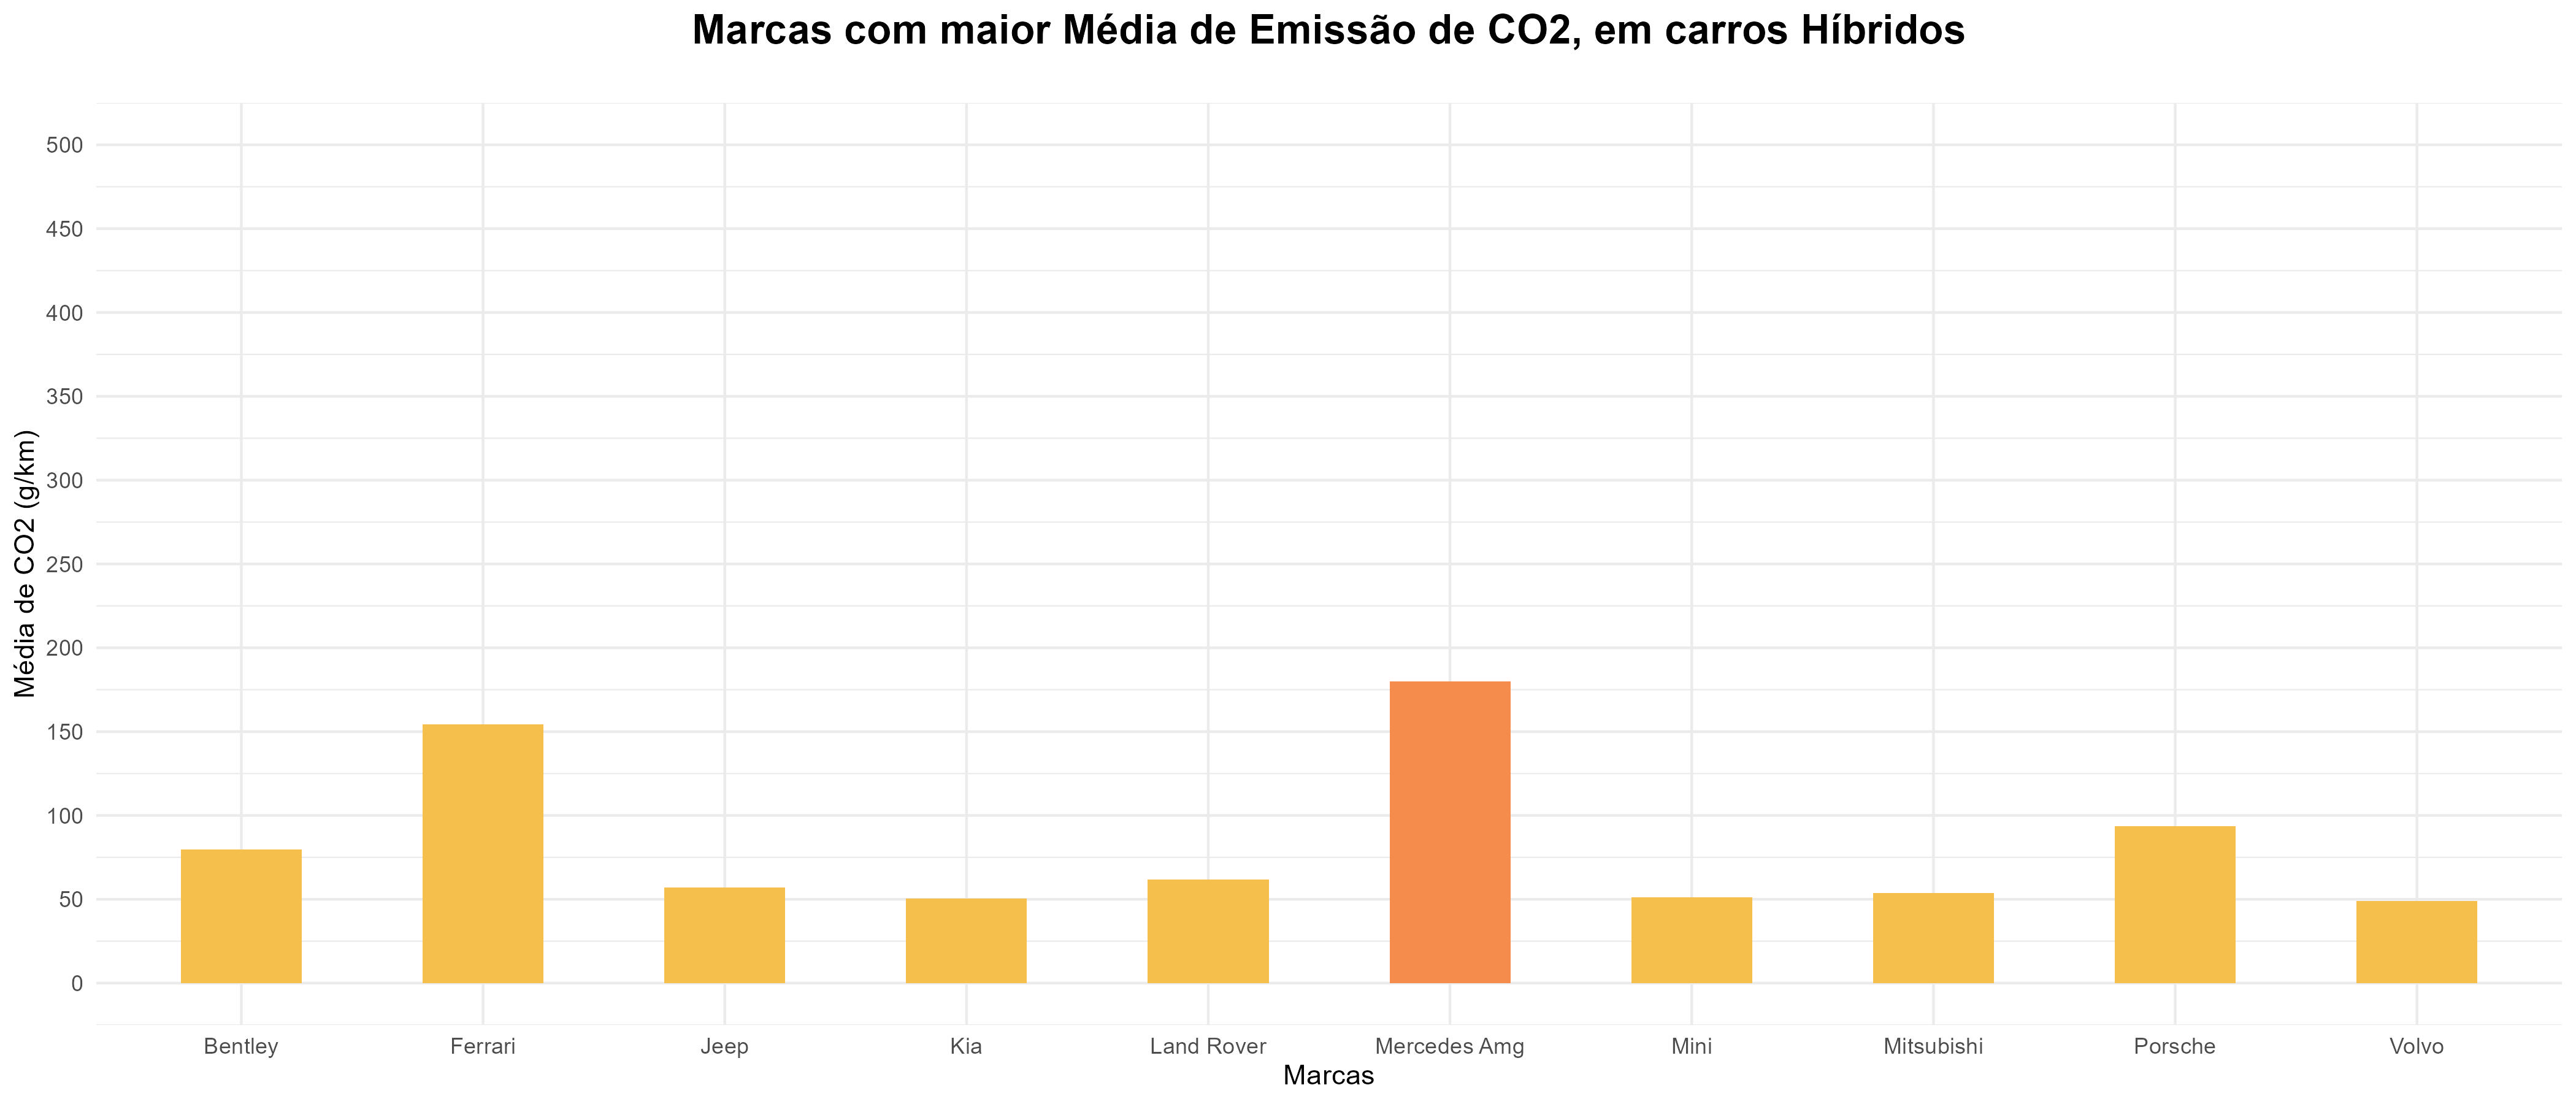 Marcas com maior Média de Emissão de CO2, em carros Híbridos
Média de CO2 (g/km)
500
450
400
350
300
250
200
150
100
50
0
Bentley Ferrari Jeep Kia Land Rover Mercedes Amg Mini Mitsubishi Porsche Volvo
Marcas